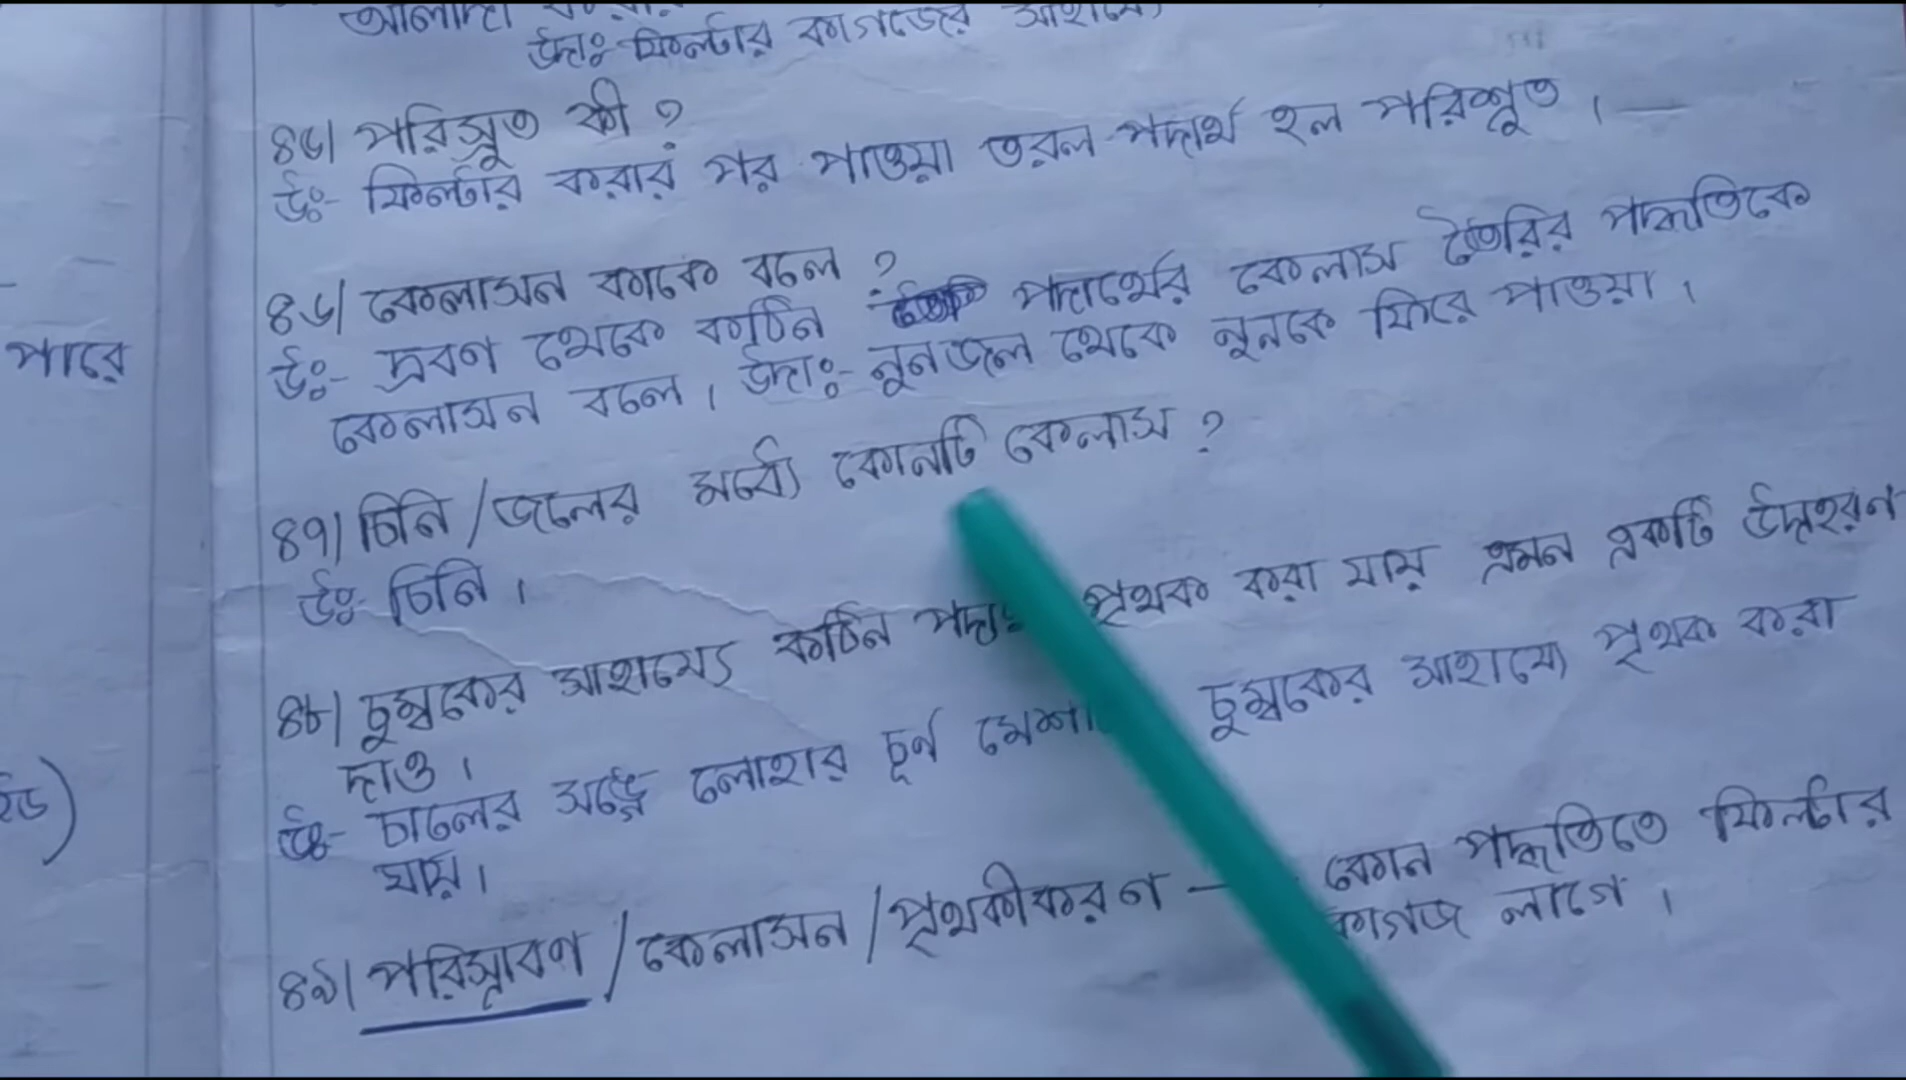 আলাদা
উদাঃ ফিল্টার কাগজের সাহায্যে
৪৫। পরিস্রুত কী ?
উঃ- ফিল্টার করার পর পাওয়া তরল পদার্থ হল পরিশ্রুত ।
৪৬। কেলাসন কাকে বলে ?
উঃ- দ্রবণ থেকে কঠিন পদার্থের কেলাস তৈরির পদ্ধতিকে
কেলাসন বলে । উদাঃ- নুনজল থেকে নুনকে ফিরে পাওয়া ।
পারে
৪৭। চিনি / জলের মধ্যে কোনটি কেলাস ?
উঃ- চিনি ।
৪৮। চুম্বকের সাহায্যে কঠিন পৃথক করা যায় এমন একটি উদাহরণ
দাও ।
উঃ- চালের সঙ্গে লোহার চূর্ন চুম্বকের সাহায্যে পৃথক করা
যায় ।
৪৯। পরিস্রাবণ / কেলাসন / পৃথকীকরণ — কোন পদ্ধতিতে ফিল্টার
কাগজ লাগে ।